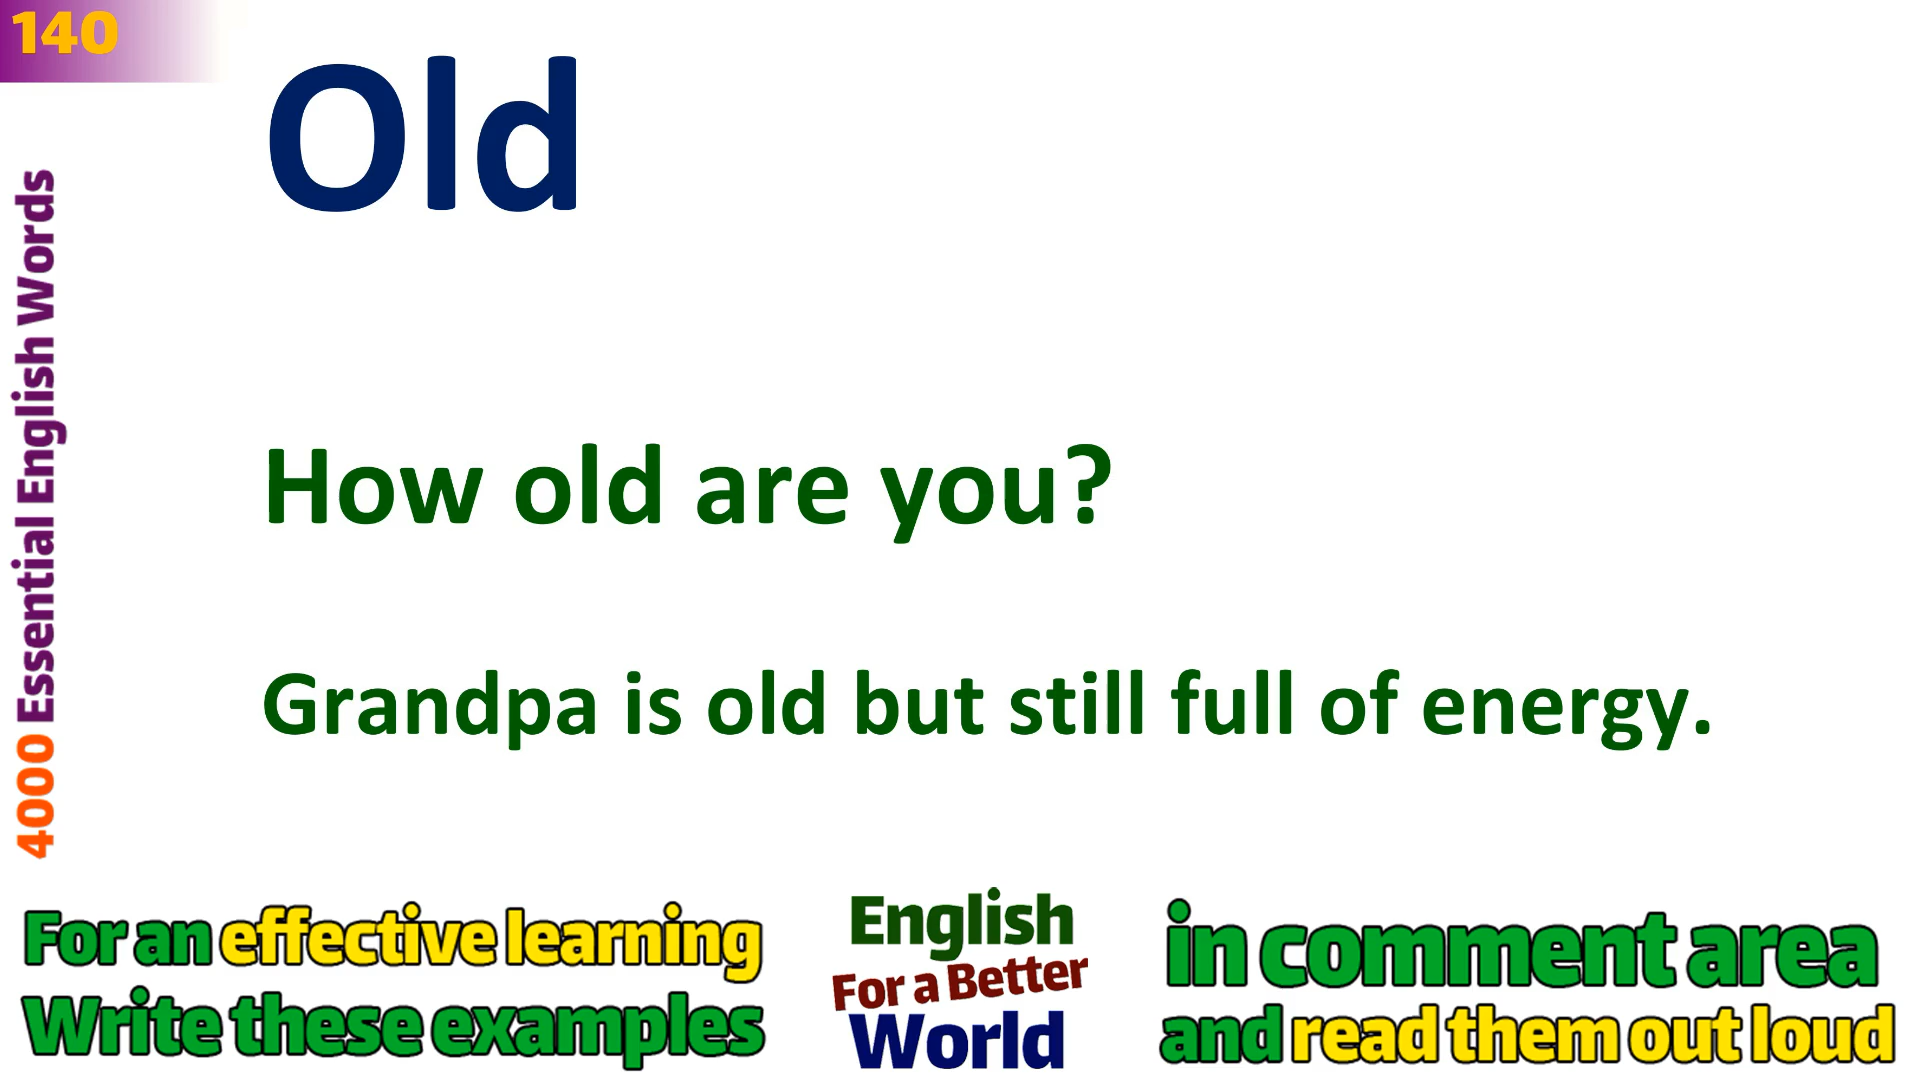 140
Old
4000 Essential English Words
How old are you?
Grandpa is old but still full of energy.
For an effective learning
Write these examples
English
For a Better
World
in comment area
and read them out loud